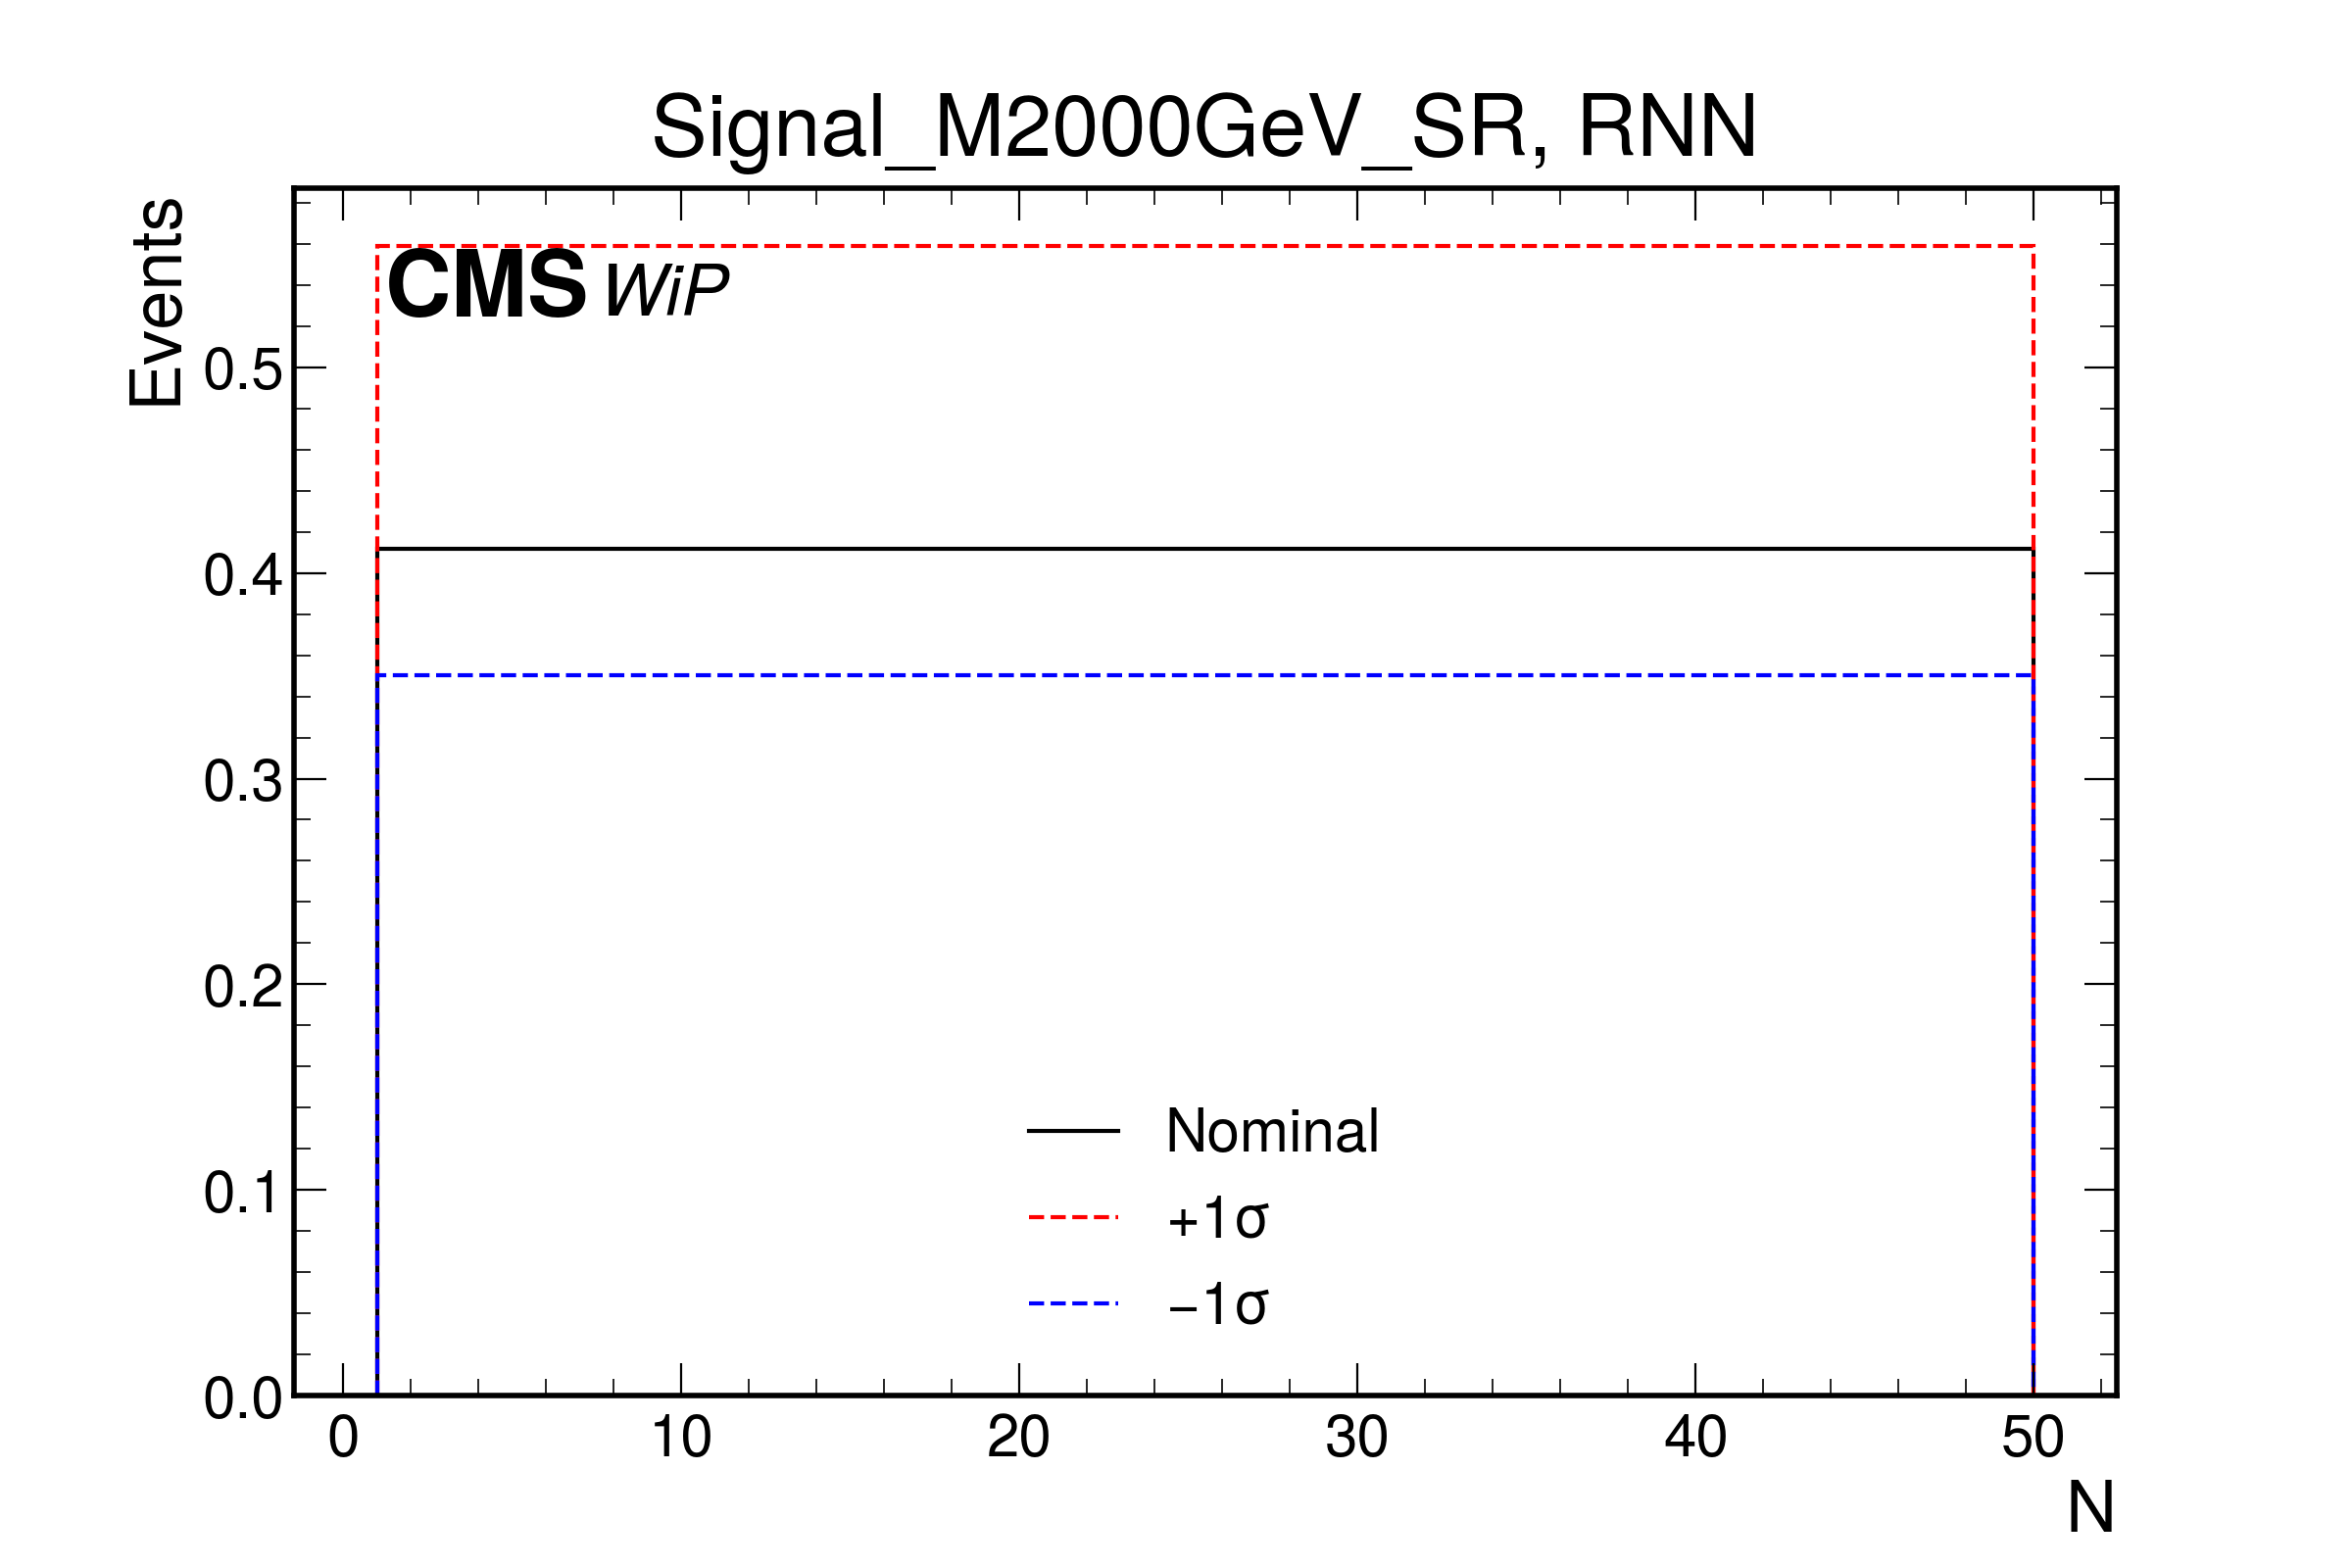 Signal_M2000GeV_SR, RNN
Events
CMS WiP
0.5
0.4
0.3
0.2
0.1
0.0
Nominal
+1σ
−1σ
0 10 20 30 40 50
N